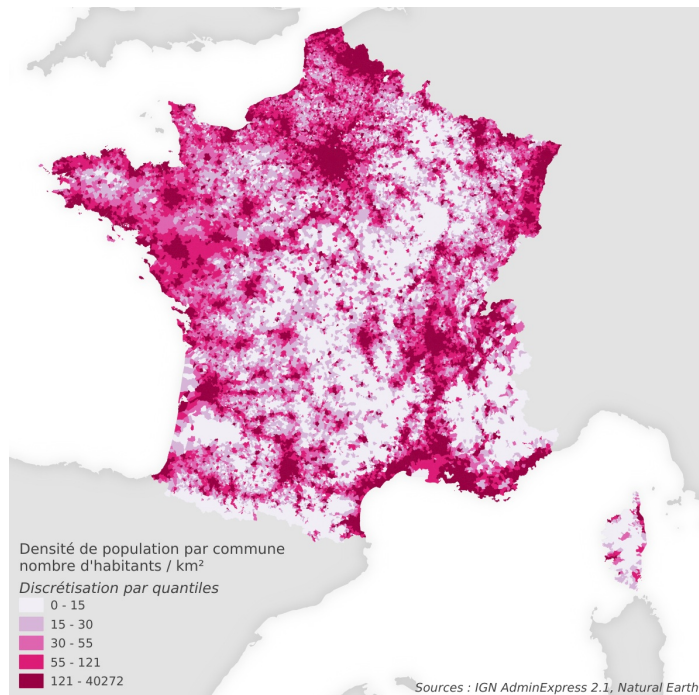 Densité de population par commune
nombre d'habitants / km²
Discrétisation par quantiles
0 - 15
15 - 30
30 - 55
55 - 121
121 - 40272
Sources : IGN AdminExpress 2.1, Natural Earth